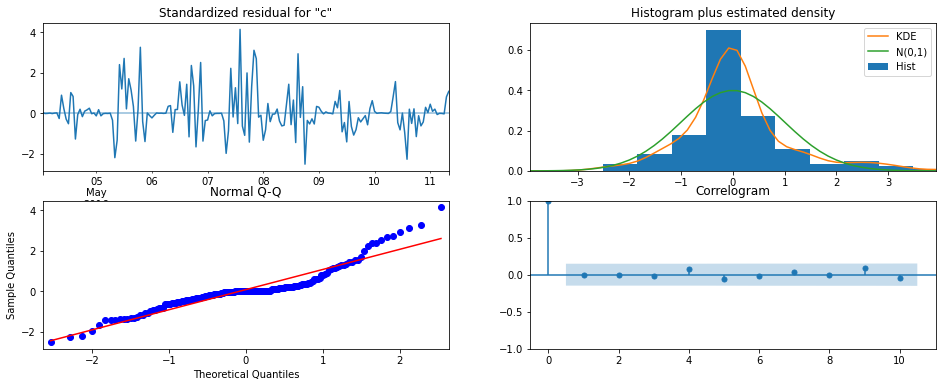 Standardized residual for "c"
4
2
0
−2
05 06 07 08 09 10 11
May
Histogram plus estimated density
KDE
N(0,1)
Hist
0.6
0.4
0.2
0.0
−3 −2 −1 0 1 2 3
Normal Q-Q
Sample Quantiles
4
2
0
−2
−2 −1 0 1 2
Theoretical Quantiles
Correlogram
1.0
0.5
0.0
−0.5
−1.0
0 2 4 6 8 10